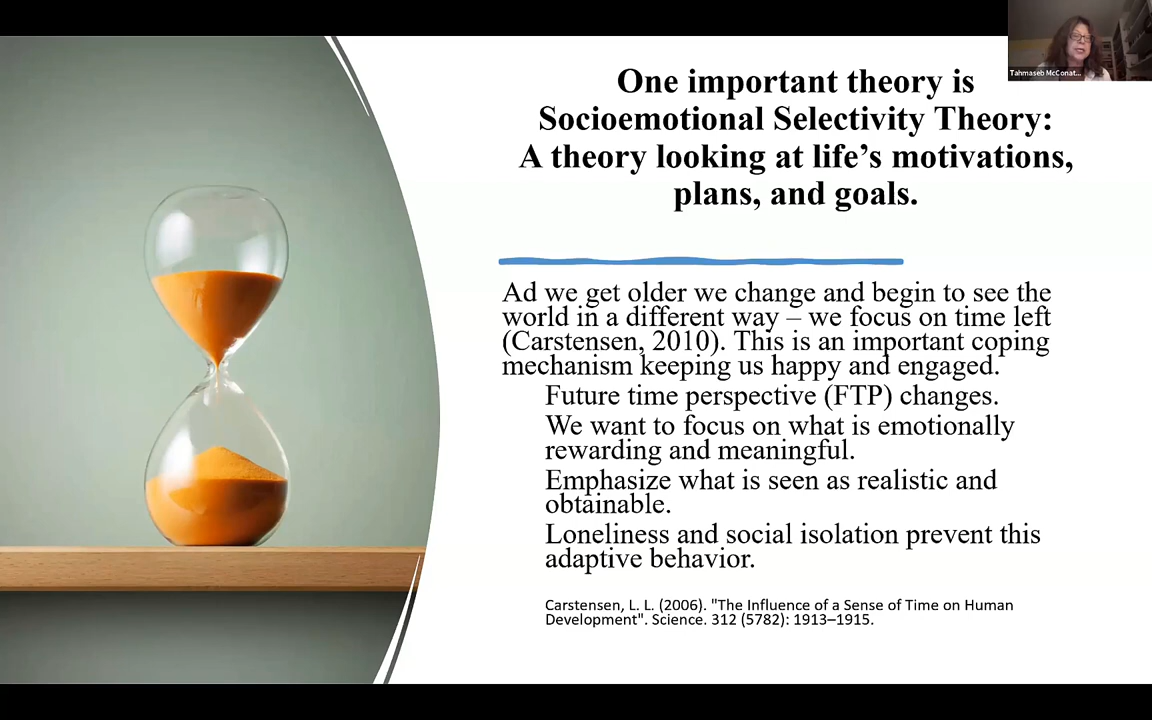 Tahmaseb McConat...
One important theory is
Socioemotional Selectivity Theory:
A theory looking at life’s motivations,
plans, and goals.
Ad we get older we change and begin to see the
world in a different way – we focus on time left
(Carstensen, 2010). This is an important coping
mechanism keeping us happy and engaged.
Future time perspective (FTP) changes.
We want to focus on what is emotionally
rewarding and meaningful.
Emphasize what is seen as realistic and
obtainable.
Loneliness and social isolation prevent this
adaptive behavior.
Carstensen, L. L. (2006). "The Influence of a Sense of Time on Human
Development". Science. 312 (5782): 1913–1915.